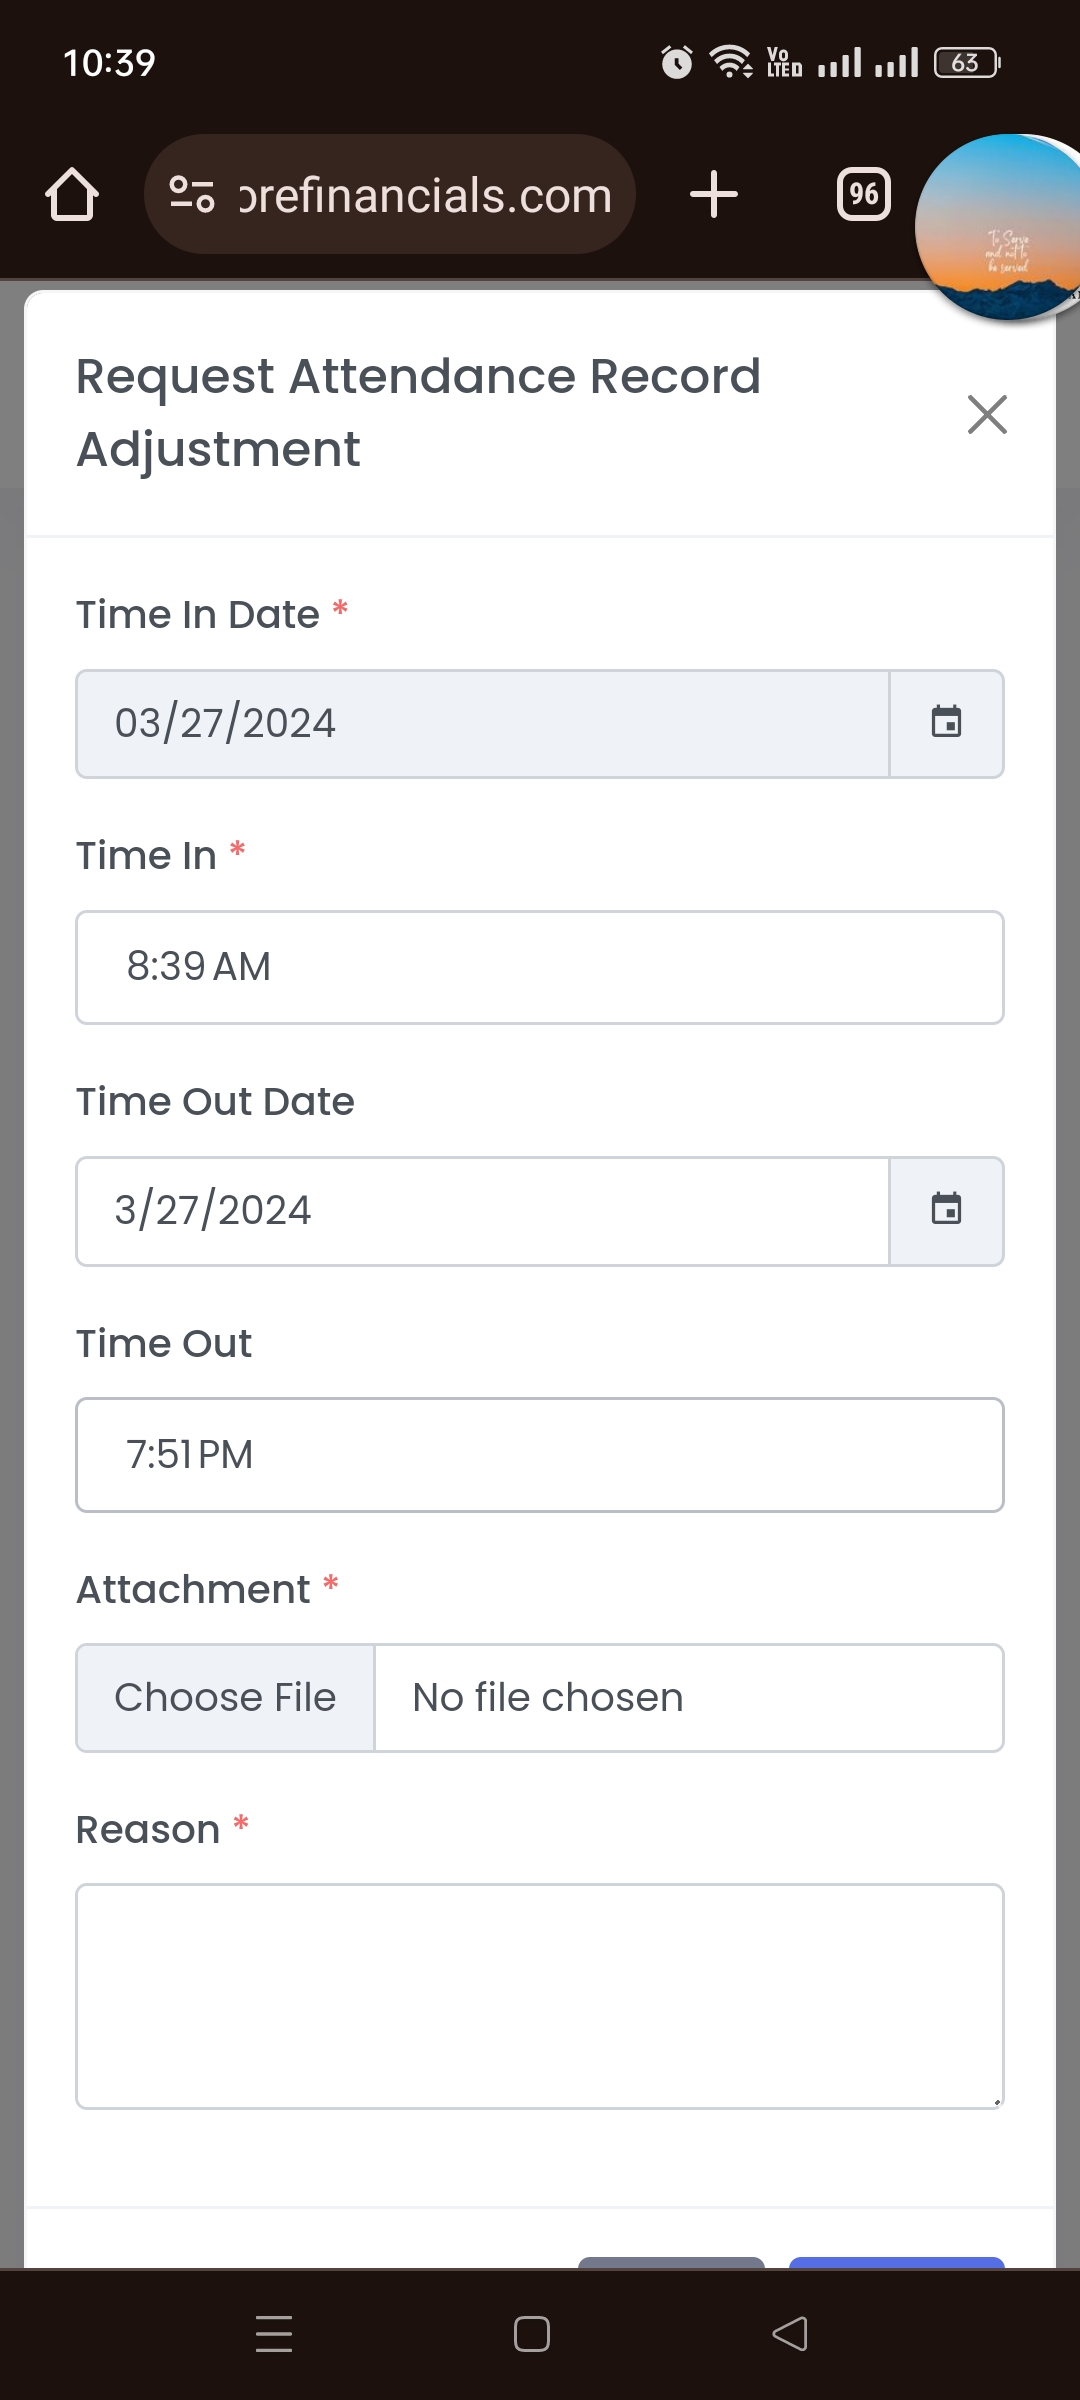 10:39
Vo
LTED
63
orefinancials.com
96
To Serve
and not to
be served
Request Attendance Record
Adjustment
Time In Date *
03/27/2024
Time In *
8:39 AM
Time Out Date
3/27/2024
Time Out
7:51 PM
Attachment *
Choose File
No file chosen
Reason *